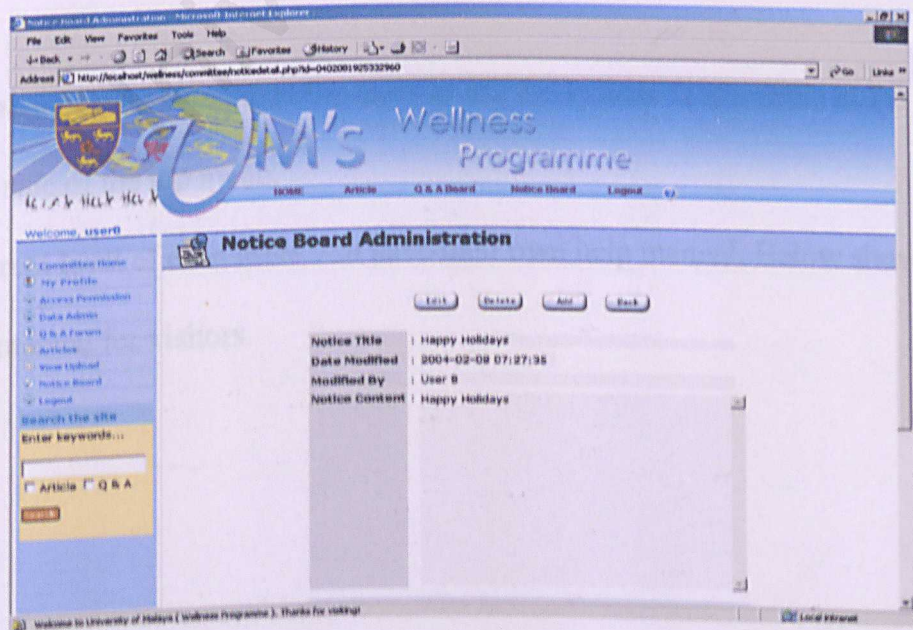 Notice Board Administration - Microsoft Internet Explorer
File Edit View Favorites Tools Help
Back Search Favorites History
Address http://localhost/wellness/committee/noticedetail.php?id=0402081925332960 Go Links »
UM's Wellness Programme
HOME Article Q & A Board Notice Board Logout
Welcome, userB
Committee Home
My Profile
Access Permission
Data Admin
Q & A Forum
Articles
View Upload
Notice Board
Logout
Search the site
Enter keywords...
Article Q & A
Search
Notice Board Administration
Edit Delete Add Back
Notice Title : Happy Holidays
Date Modified : 2004-02-08 07:27:35
Modified By : User B
Notice Content : Happy Holidays
Welcome to University of Malaya ( Wellness Programme ). Thanks for visiting! Local intranet